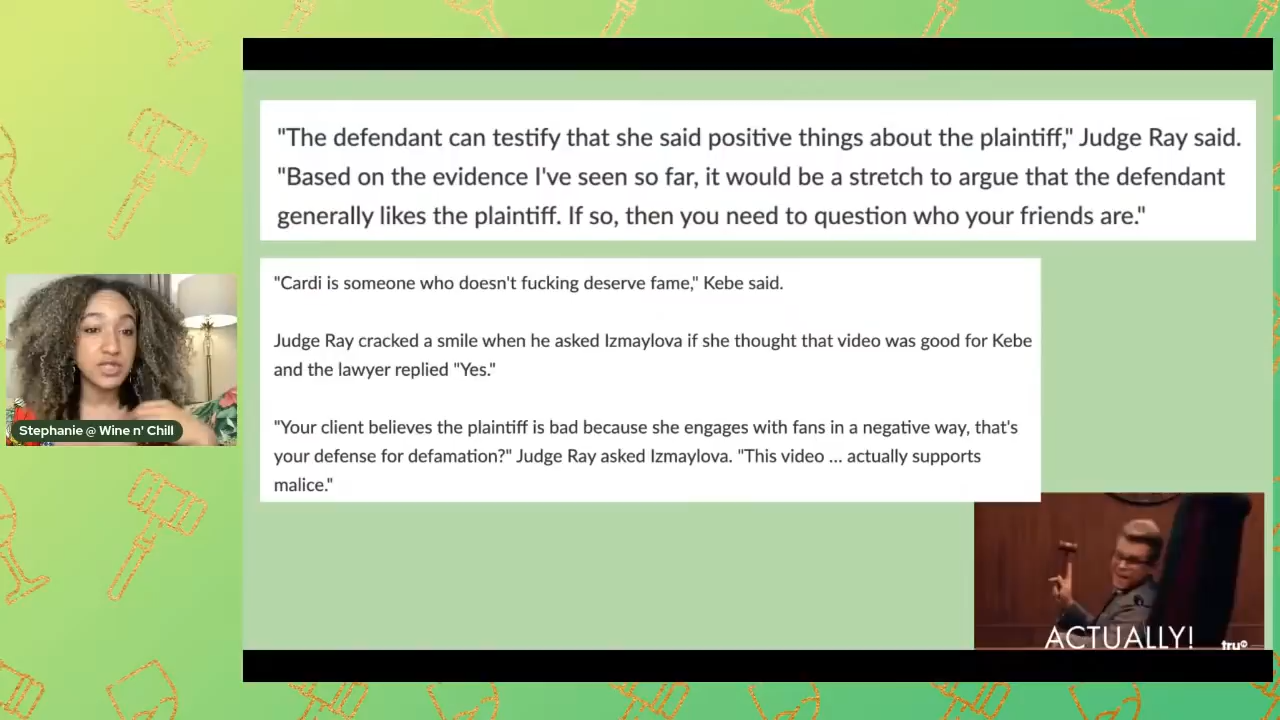 "The defendant can testify that she said positive things about the plaintiff," Judge Ray said.
"Based on the evidence I've seen so far, it would be a stretch to argue that the defendant
generally likes the plaintiff. If so, then you need to question who your friends are."
"Cardi is someone who doesn't fucking deserve fame," Kebe said.
Judge Ray cracked a smile when he asked Izmaylova if she thought that video was good for Kebe
and the lawyer replied "Yes."
"Your client believes the plaintiff is bad because she engages with fans in a negative way, that's
your defense for defamation?" Judge Ray asked Izmaylova. "This video ... actually supports
malice."
Stephanie @ Wine n' Chill
ACTUALLY!
tru